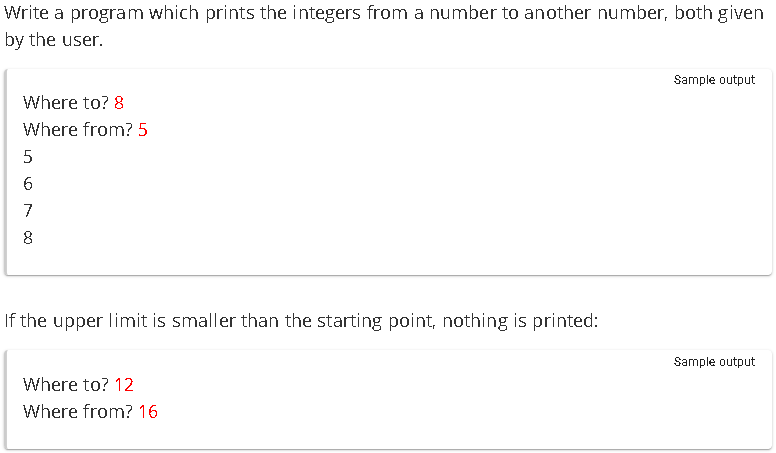 Write a program which prints the integers from a number to another number, both given
by the user.
Sample output
Where to? 8
Where from? 5
5
6
7
8
If the upper limit is smaller than the starting point, nothing is printed:
Sample output
Where to? 12
Where from? 16